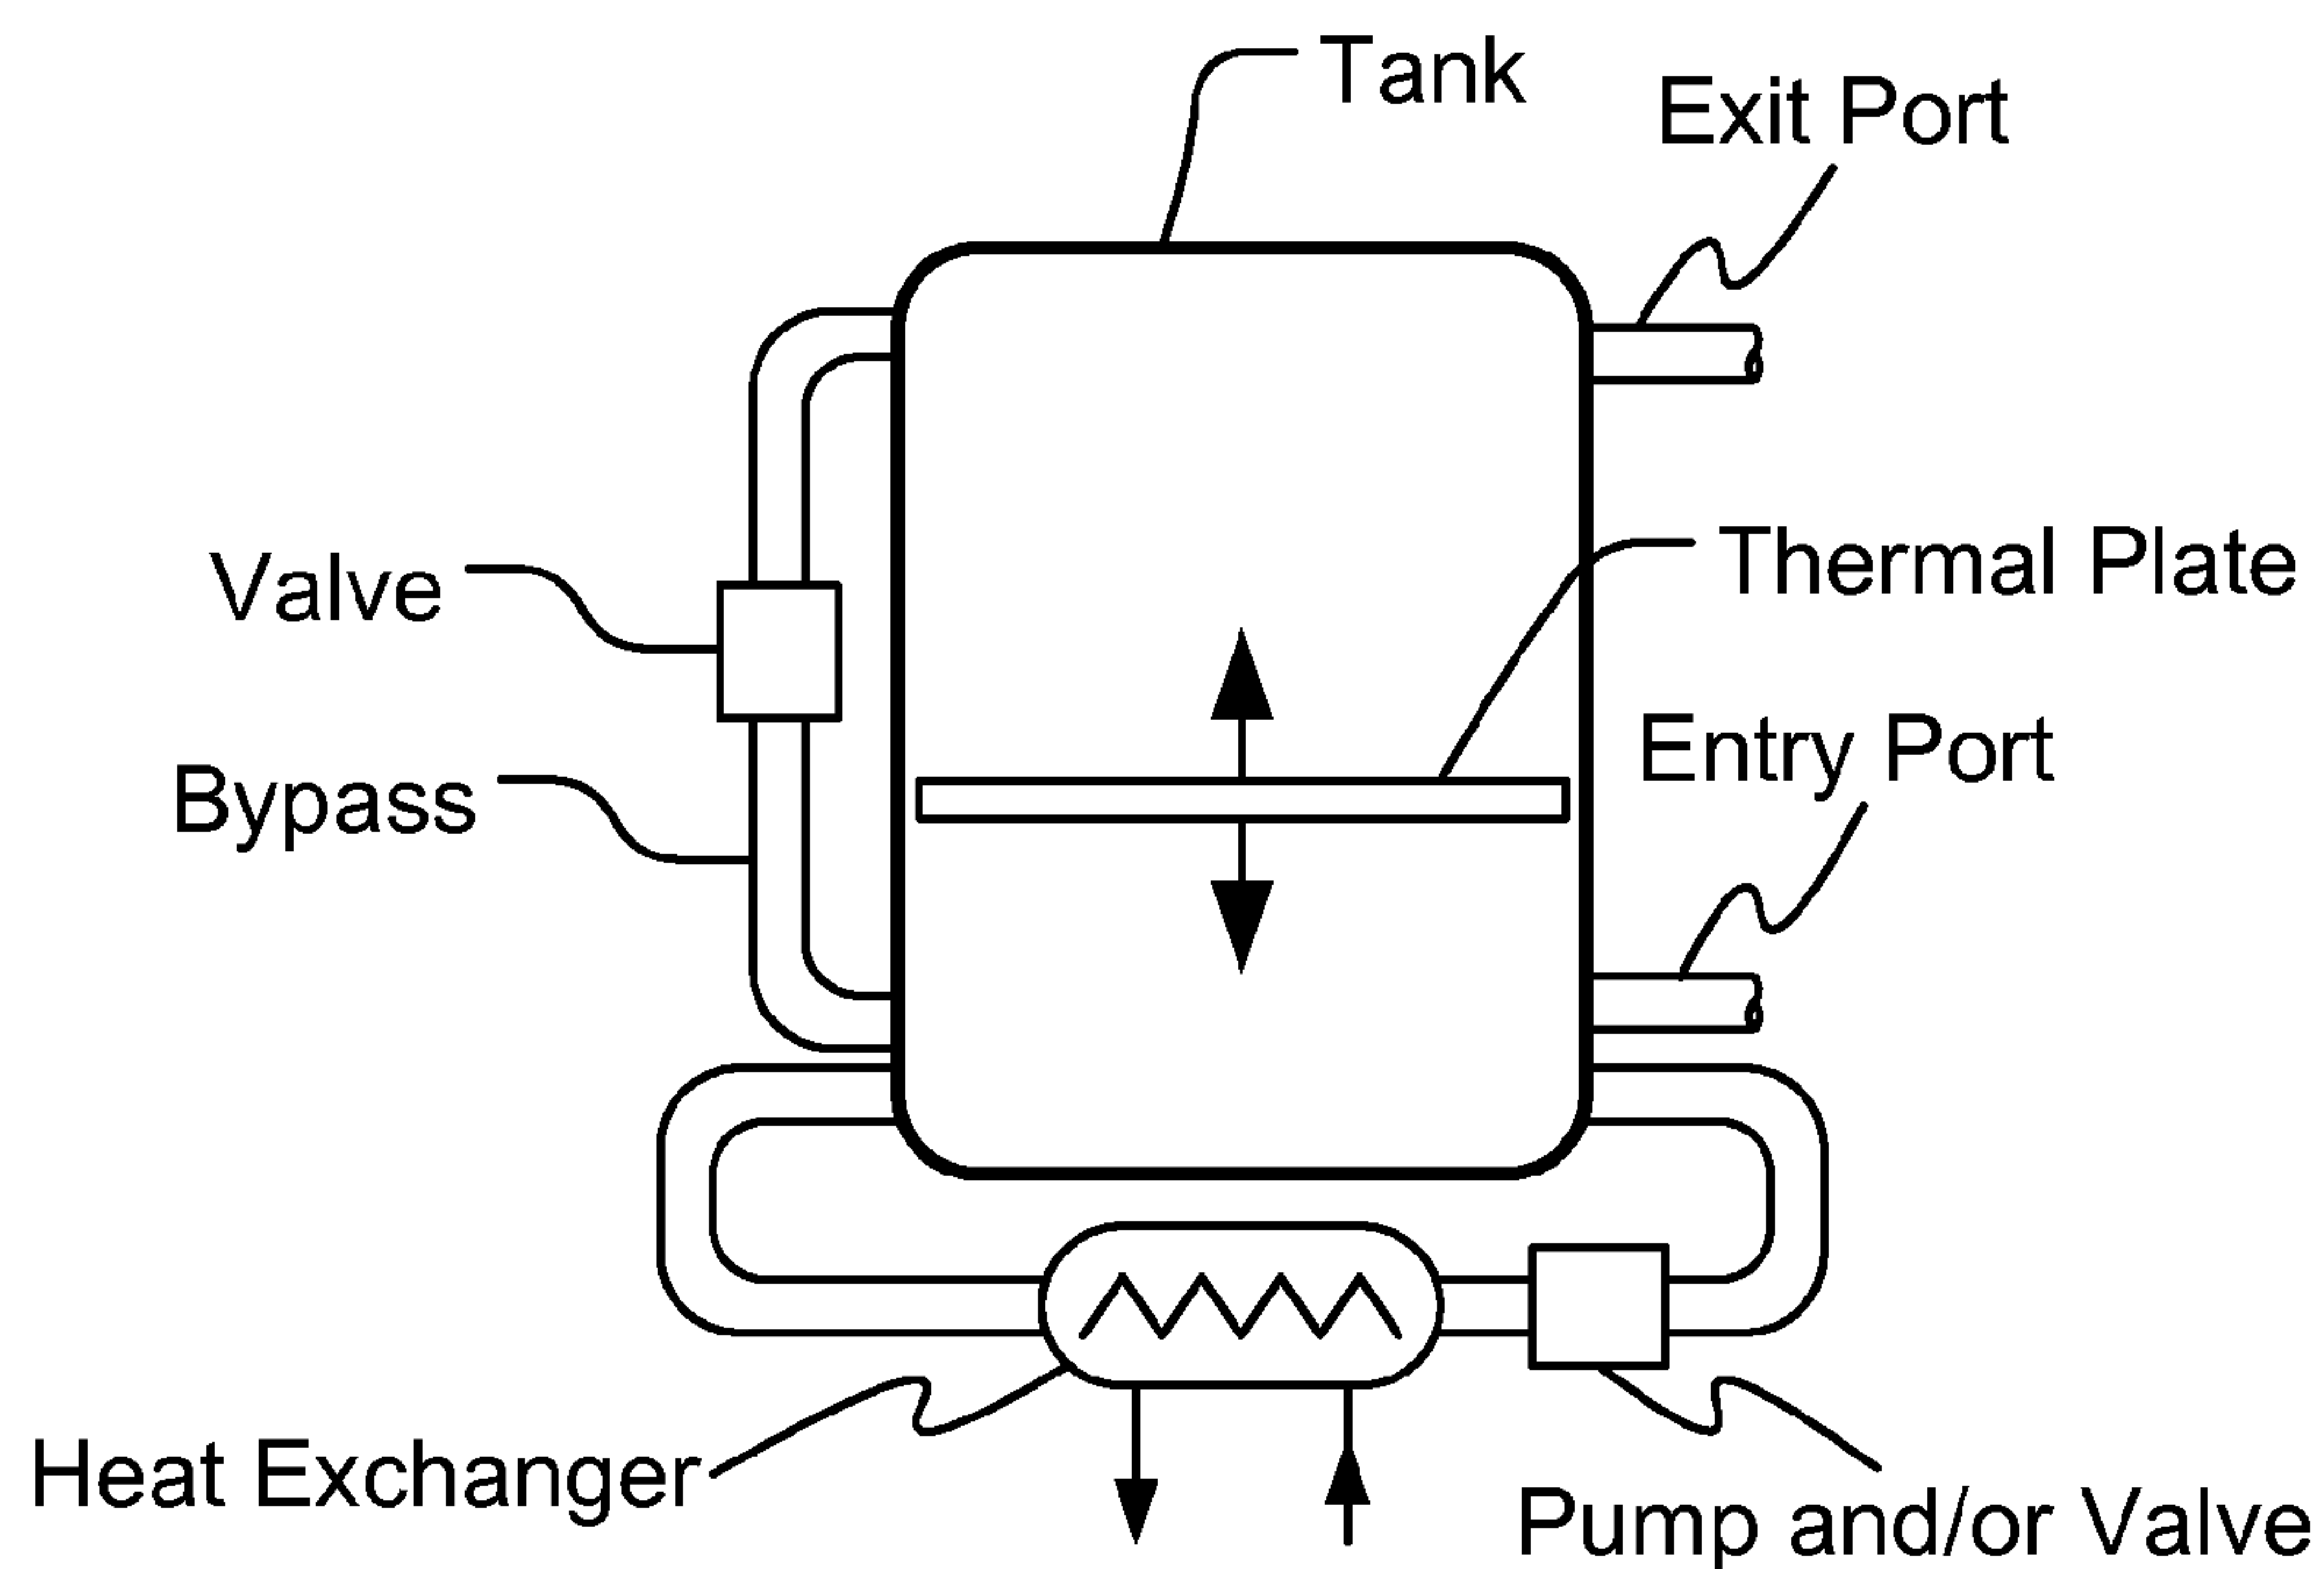 Tank
Exit Port
Thermal Plate
Valve
Entry Port
Bypass
Heat Exchanger
Pump and/or Valve